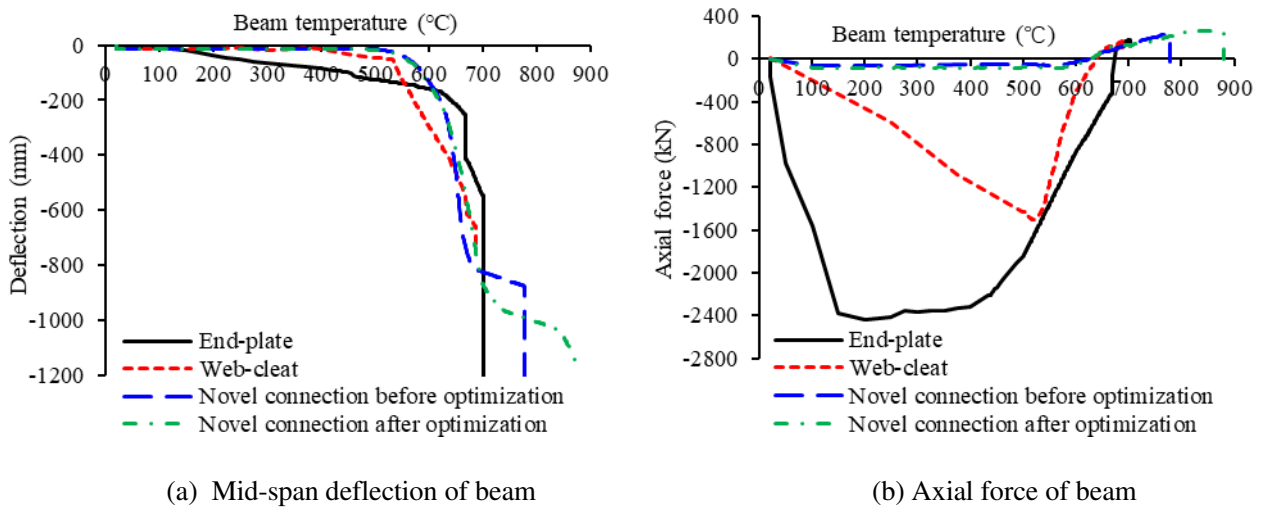 Beam temperature (°C)
0
0 100 200 300 400 500 600 700 800 900
-200
-400
-600
-800
-1000
-1200
Deflection (mm)
End-plate
Web-cleat
Novel connection before optimization
Novel connection after optimization
(a) Mid-span deflection of beam
400
Beam temperature (℃)
0
0 100 200 300 400 500 600 700 800 900
-400
-800
-1200
-1600
-2000
-2400
-2800
Axial force (kN)
End-plate
Web-cleat
Novel connection before optimization
Novel connection after optimization
(b) Axial force of beam